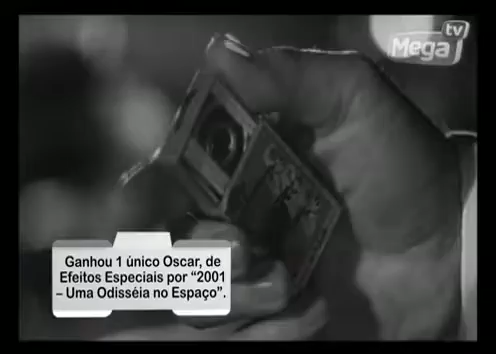 Mega tv
Ganhou 1 único Oscar, de
Efeitos Especiais por “2001
– Uma Odisséia no Espaço”.